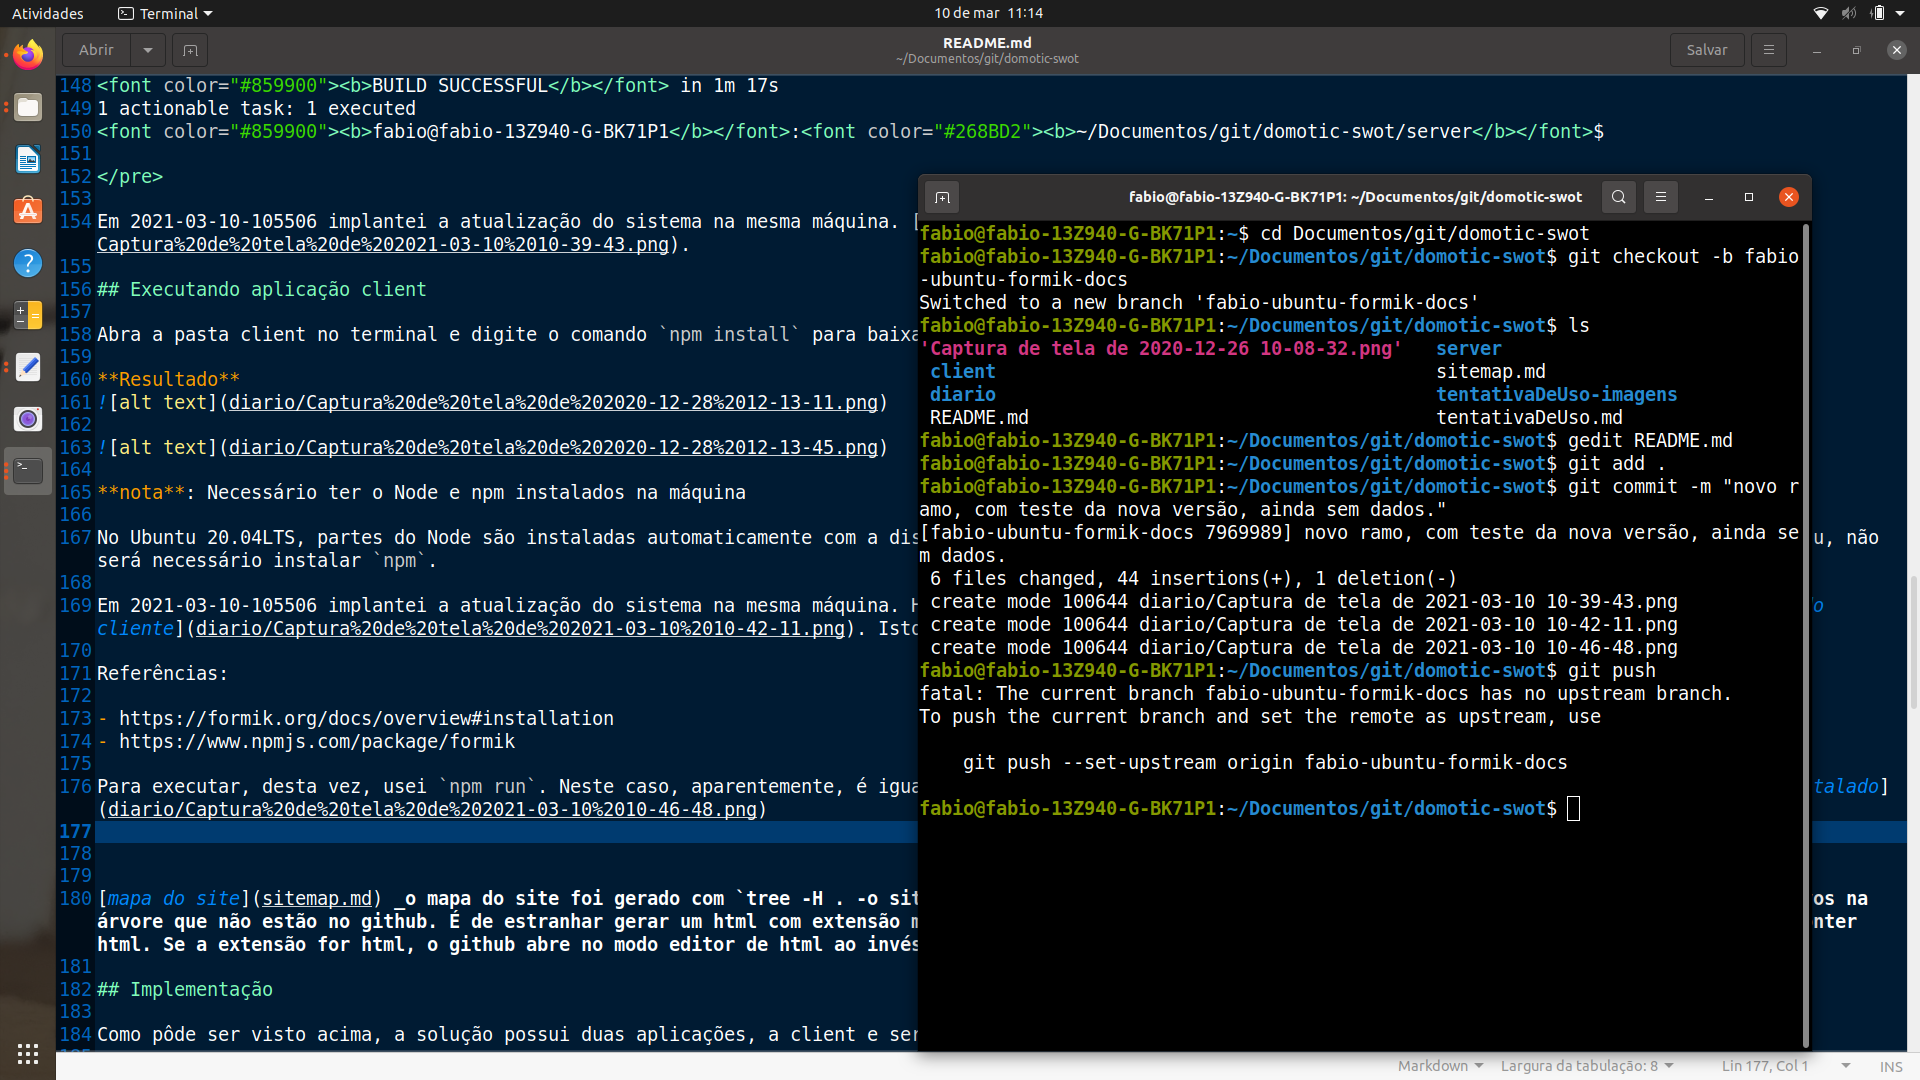 Atividades
Terminal
10 de mar 11:14
Abrir
README.md
~/Documentos/git/domotic-swot
Salvar
148 <font color="#859900"><b>BUILD SUCCESSFUL</b></font> in 1m 17s
149 1 actionable task: 1 executed
150 <font color="#859900"><b>fabio@fabio-13Z940-G-BK71P1</b></font>:<font color="#268BD2"><b>~/Documentos/git/domotic-swot/server</b></font>$
151
152 </pre>
153
154 Em 2021-03-10-105506 implantei a atualização do sistema na mesma máquina. [
Captura%20de%20tela%20de%202021-03-10%2010-39-43.png).
155
156 ## Executando aplicação client
157
158 Abra a pasta client no terminal e digite o comando `npm install` para baixa
159
160 **Resultado**
161 ![alt text](diario/Captura%20de%20tela%20de%202020-12-28%2012-13-11.png)
162
163 ![alt text](diario/Captura%20de%20tela%20de%202020-12-28%2012-13-45.png)
164
165 **nota**: Necessário ter o Node e npm instalados na máquina
166
167 No Ubuntu 20.04LTS, partes do Node são instaladas automaticamente com a dis u, não
será necessário instalar `npm`.
168
169 Em 2021-03-10-105506 implantei a atualização do sistema na mesma máquina. H o
cliente](diario/Captura%20de%20tela%20de%202021-03-10%2010-42-11.png). Isto
170
171 Referências:
172
173 - https://formik.org/docs/overview#installation
174 - https://www.npmjs.com/package/formik
175
176 Para executar, desta vez, usei `npm run`. Neste caso, aparentemente, é igua talado]
(diario/Captura%20de%20tela%20de%202021-03-10%2010-46-48.png)
177
178
179
180 [mapa do site](sitemap.md) _o mapa do site foi gerado com `tree -H . -o sit os na
árvore que não estão no github. É de estranhar gerar um html com extensão m nter
html. Se a extensão for html, o github abre no modo editor de html ao invés
181
182 ## Implementação
183
184 Como pôde ser visto acima, a solução possui duas aplicações, a client e ser
fabio@fabio-13Z940-G-BK71P1: ~/Documentos/git/domotic-swot
fabio@fabio-13Z940-G-BK71P1:~$ cd Documentos/git/domotic-swot
fabio@fabio-13Z940-G-BK71P1:~/Documentos/git/domotic-swot$ git checkout -b fabio
-ubuntu-formik-docs
Switched to a new branch 'fabio-ubuntu-formik-docs'
fabio@fabio-13Z940-G-BK71P1:~/Documentos/git/domotic-swot$ ls
'Captura de tela de 2020-12-26 10-08-32.png' server
client sitemap.md
diario tentativaDeUso-imagens
README.md tentativaDeUso.md
fabio@fabio-13Z940-G-BK71P1:~/Documentos/git/domotic-swot$ gedit README.md
fabio@fabio-13Z940-G-BK71P1:~/Documentos/git/domotic-swot$ git add .
fabio@fabio-13Z940-G-BK71P1:~/Documentos/git/domotic-swot$ git commit -m "novo r
amo, com teste da nova versão, ainda sem dados."
[fabio-ubuntu-formik-docs 7969989] novo ramo, com teste da nova versão, ainda se
m dados.
6 files changed, 44 insertions(+), 1 deletion(-)
create mode 100644 diario/Captura de tela de 2021-03-10 10-39-43.png
create mode 100644 diario/Captura de tela de 2021-03-10 10-42-11.png
create mode 100644 diario/Captura de tela de 2021-03-10 10-46-48.png
fabio@fabio-13Z940-G-BK71P1:~/Documentos/git/domotic-swot$ git push
fatal: The current branch fabio-ubuntu-formik-docs has no upstream branch.
To push the current branch and set the remote as upstream, use
git push --set-upstream origin fabio-ubuntu-formik-docs
fabio@fabio-13Z940-G-BK71P1:~/Documentos/git/domotic-swot$
Markdown
Largura da tabulação: 8
Lin 177, Col 1
INS